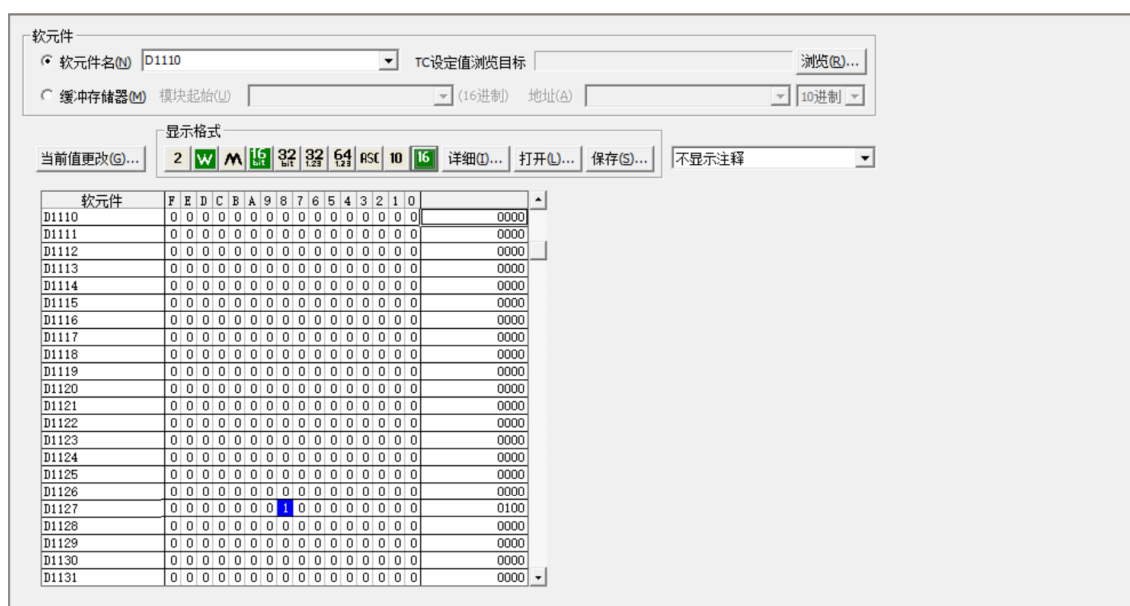 软元件
软元件名(N) D1110 TC设定值浏览目标 浏览(R)...
缓冲存储器(M) 模块起始(U) (16进制) 地址(A) 10进制
显示格式
当前值更改(G)... 2 W M 16 bit 32 bit 32 1.23 64 1.23 ASC 10 16 详细(I)... 打开(L)... 保存(S)... 不显示注释
软元件 F E D C B A 9 8 7 6 5 4 3 2 1 0
D1110 0 0 0 0 0 0 0 0 0 0 0 0 0 0 0 0 0000
D1111 0 0 0 0 0 0 0 0 0 0 0 0 0 0 0 0 0000
D1112 0 0 0 0 0 0 0 0 0 0 0 0 0 0 0 0 0000
D1113 0 0 0 0 0 0 0 0 0 0 0 0 0 0 0 0 0000
D1114 0 0 0 0 0 0 0 0 0 0 0 0 0 0 0 0 0000
D1115 0 0 0 0 0 0 0 0 0 0 0 0 0 0 0 0 0000
D1116 0 0 0 0 0 0 0 0 0 0 0 0 0 0 0 0 0000
D1117 0 0 0 0 0 0 0 0 0 0 0 0 0 0 0 0 0000
D1118 0 0 0 0 0 0 0 0 0 0 0 0 0 0 0 0 0000
D1119 0 0 0 0 0 0 0 0 0 0 0 0 0 0 0 0 0000
D1120 0 0 0 0 0 0 0 0 0 0 0 0 0 0 0 0 0000
D1121 0 0 0 0 0 0 0 0 0 0 0 0 0 0 0 0 0000
D1122 0 0 0 0 0 0 0 0 0 0 0 0 0 0 0 0 0000
D1123 0 0 0 0 0 0 0 0 0 0 0 0 0 0 0 0 0000
D1124 0 0 0 0 0 0 0 0 0 0 0 0 0 0 0 0 0000
D1125 0 0 0 0 0 0 0 0 0 0 0 0 0 0 0 0 0000
D1126 0 0 0 0 0 0 0 0 0 0 0 0 0 0 0 0 0000
D1127 0 0 0 0 0 0 0 1 0 0 0 0 0 0 0 0 0100
D1128 0 0 0 0 0 0 0 0 0 0 0 0 0 0 0 0 0000
D1129 0 0 0 0 0 0 0 0 0 0 0 0 0 0 0 0 0000
D1130 0 0 0 0 0 0 0 0 0 0 0 0 0 0 0 0 0000
D1131 0 0 0 0 0 0 0 0 0 0 0 0 0 0 0 0 0000